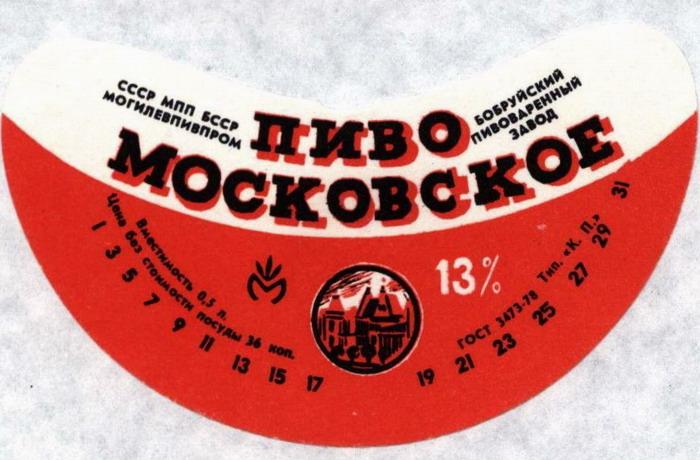 СССР МПП БССР
МОГИЛЕВПИВПРОМ
ПИВО
БОБРУЙСКИЙ
ПИВОВАРЕННЫЙ
ЗАВОД
МОСКОВСКОЕ
Вместимость 0,5 л.
Цена без стоимости посуды 36 коп.
13%
ГОСТ 3473-78 Тип. «К. П.»
1 3 5 7 9 11 13 15 17 19 21 23 25 27 29 31